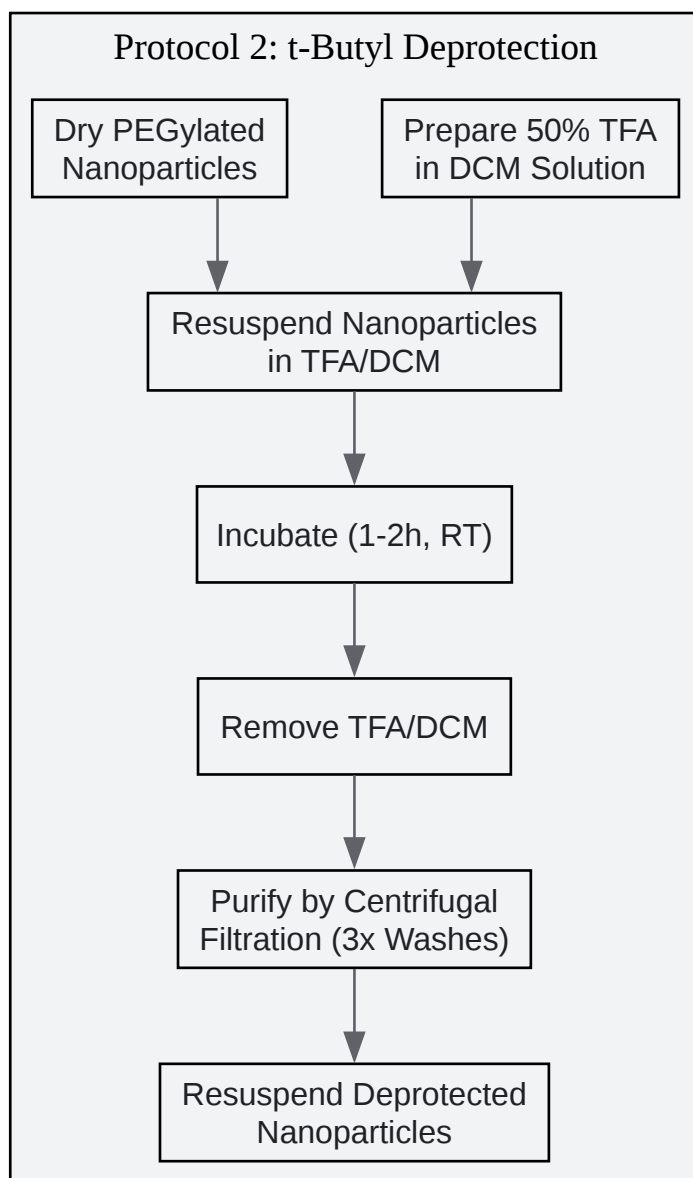 Protocol 2: t-Butyl Deprotection
Dry PEGylated
Nanoparticles
Prepare 50% TFA
in DCM Solution
Resuspend Nanoparticles
in TFA/DCM
Incubate (1-2h, RT)
Remove TFA/DCM
Purify by Centrifugal
Filtration (3x Washes)
Resuspend Deprotected
Nanoparticles